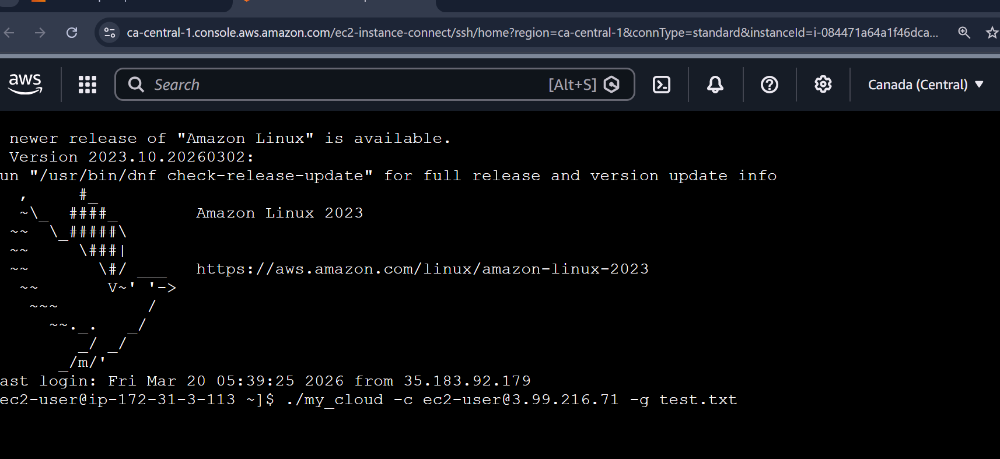 ca-central-1.console.aws.amazon.com/ec2-instance-connect/ssh/home?region=ca-central-1&connType=standard&instanceId=i-084471a64a1f46dca...
aws Search [Alt+S] Canada (Central)
newer release of "Amazon Linux" is available.
Version 2023.10.20260302:
un "/usr/bin/dnf check-release-update" for full release and version update info
  ,     #_
  ~\_  ####_        Amazon Linux 2023
 ~~  \_#####\
 ~~     \###|
 ~~       \#/ ___   https://aws.amazon.com/linux/amazon-linux-2023
  ~~       V~' '->
   ~~~         /
     ~~._.   _/
        _/ _/
      _/m/'
ast login: Fri Mar 20 05:39:25 2026 from 35.183.92.179
ec2-user@ip-172-31-3-113 ~]$ ./my_cloud -c ec2-user@3.99.216.71 -g test.txt